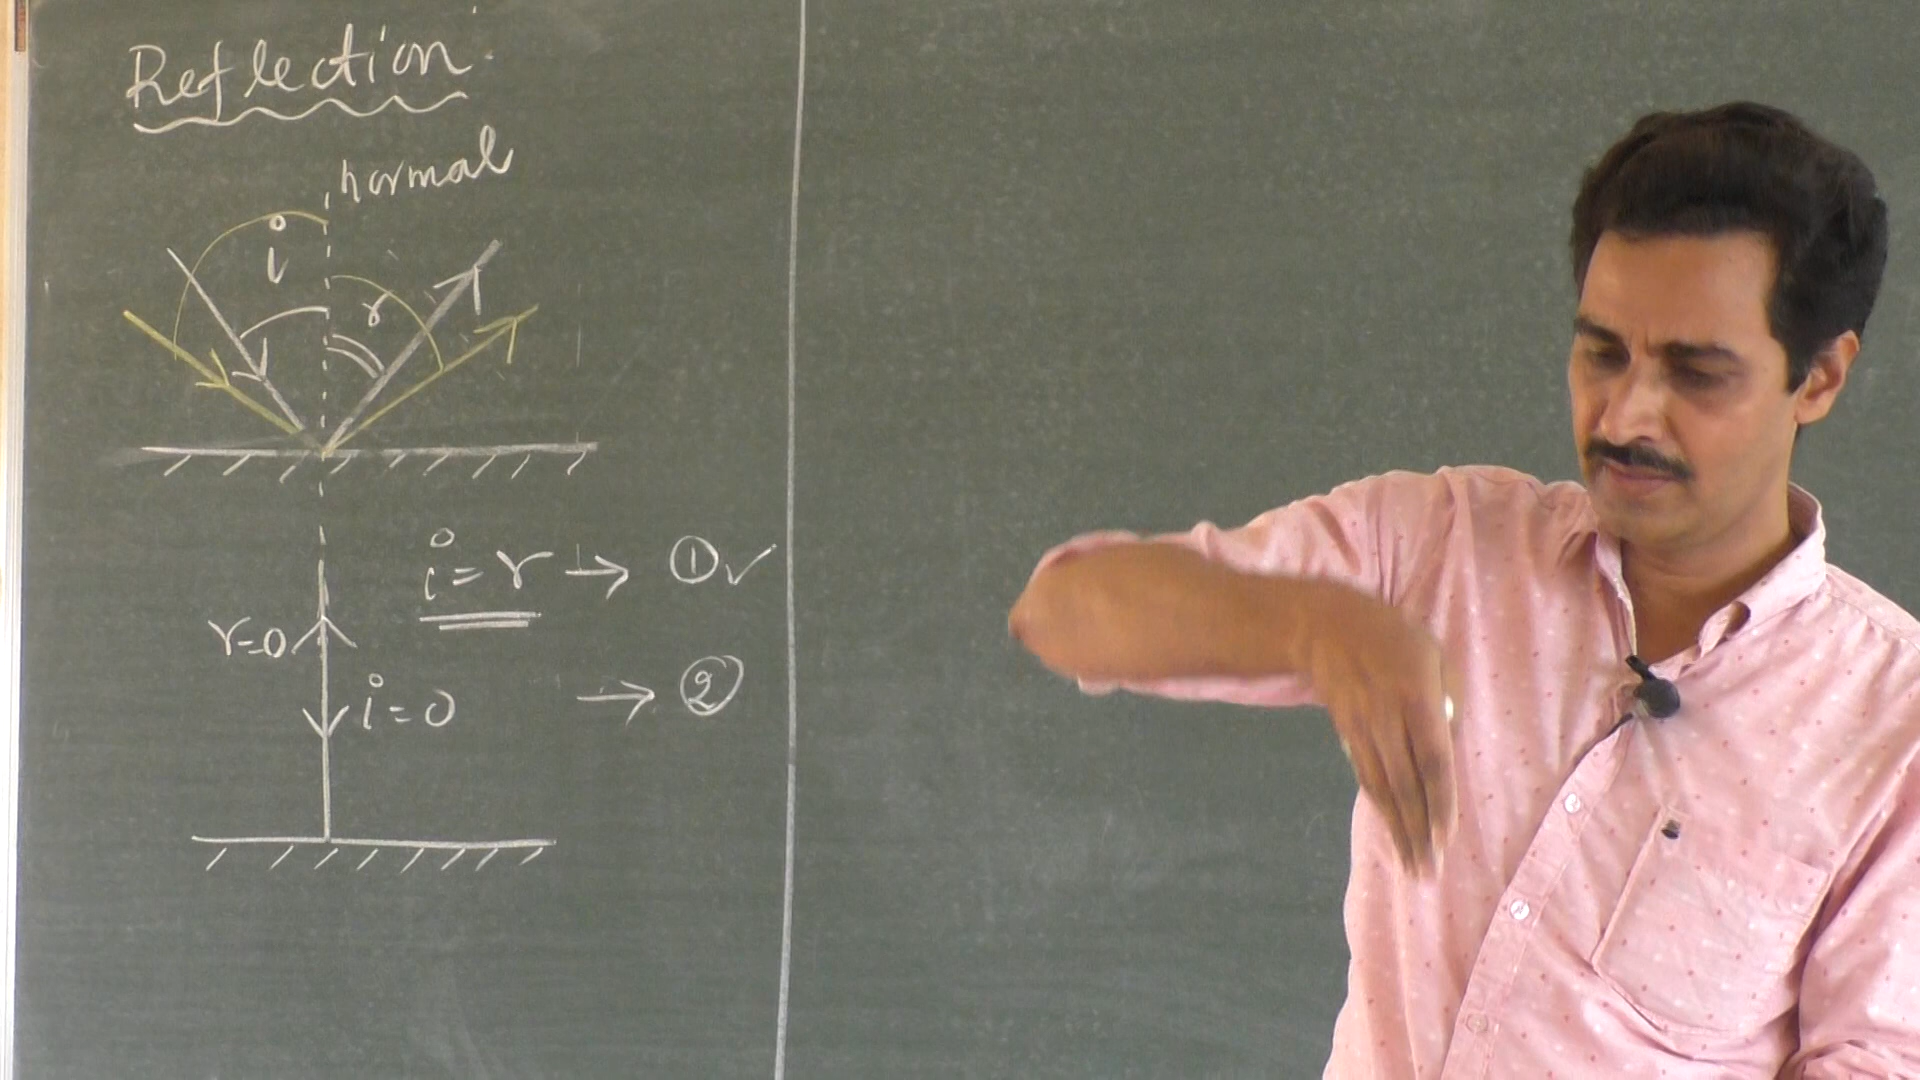 Reflection
normal
i
r
i = r → ① ✓
r=0
i=0 → ②